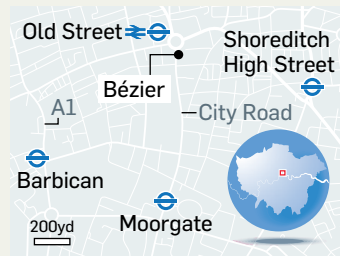 Old Street
Shoreditch
High Street
Bézier
A1
City Road
Barbican
Moorgate
200yd